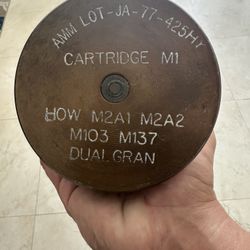 AMM LOT-JA-77-425HY
CARTRIDGE M1
HOW M2A1 M2A2
M103 M137
DUAL GRAN